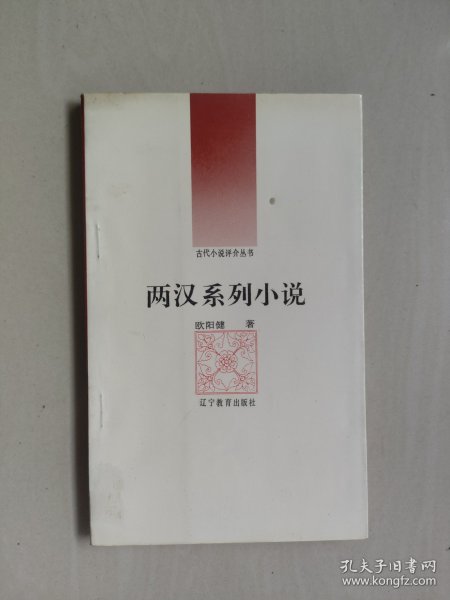 古代小说评介丛书
两汉系列小说
欧阳健 著
辽宁教育出版社
孔夫子旧书网
www.kongfz.com